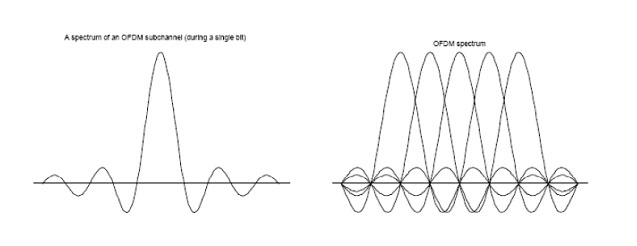 A spectrum of an OFDM subchannel (during a single bit)
OFDM spectrum